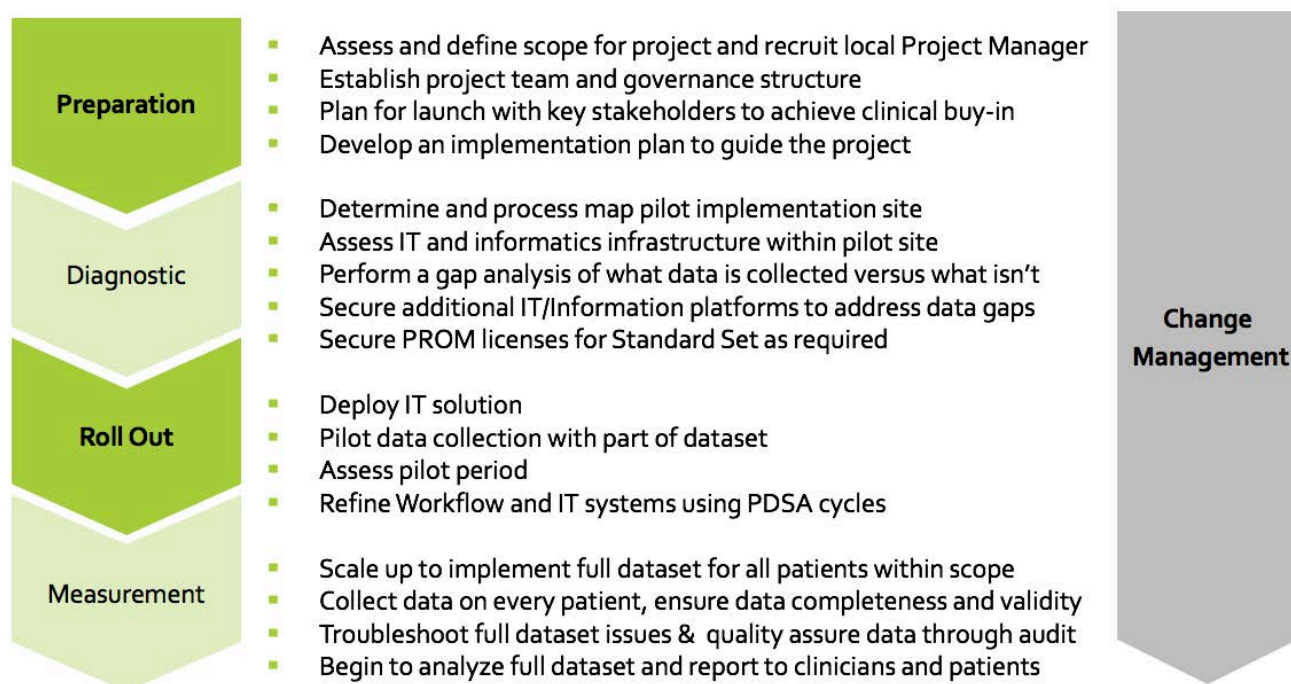 Preparation
Assess and define scope for project and recruit local Project Manager
Establish project team and governance structure
Plan for launch with key stakeholders to achieve clinical buy-in
Develop an implementation plan to guide the project
Diagnostic
Determine and process map pilot implementation site
Assess IT and informatics infrastructure within pilot site
Perform a gap analysis of what data is collected versus what isn't
Secure additional IT/Information platforms to address data gaps
Secure PROM licenses for Standard Set as required
Roll Out
Deploy IT solution
Pilot data collection with part of dataset
Assess pilot period
Refine Workflow and IT systems using PDSA cycles
Measurement
Scale up to implement full dataset for all patients within scope
Collect data on every patient, ensure data completeness and validity
Troubleshoot full dataset issues & quality assure data through audit
Begin to analyze full dataset and report to clinicians and patients
Change
Management